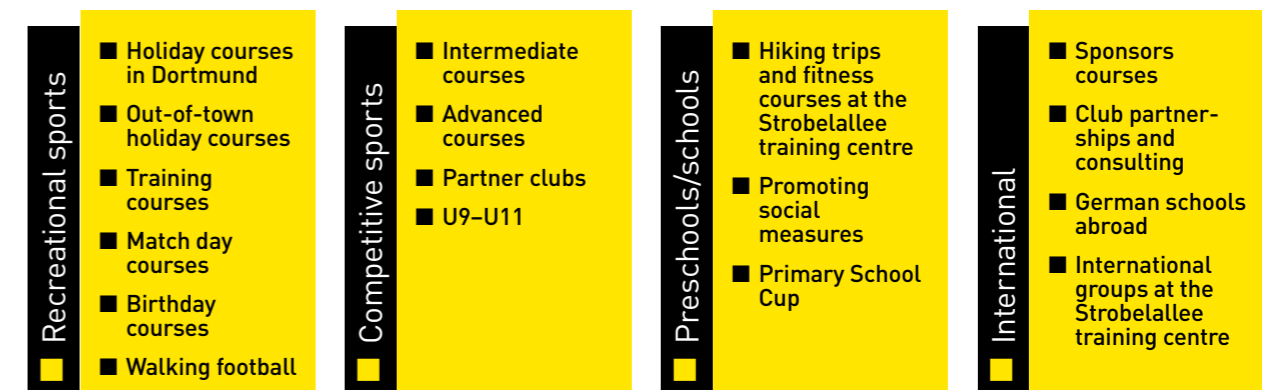 Recreational sports
■ Holiday courses
in Dortmund
■ Out-of-town
holiday courses
■ Training
courses
■ Match day
courses
■ Birthday
courses
■ Walking football
Competitive sports
■ Intermediate
courses
■ Advanced
courses
■ Partner clubs
■ U9–U11
Preschools/schools
■ Hiking trips
and fitness
courses at the
Strobelallee
training centre
■ Promoting
social
measures
■ Primary School
Cup
International
■ Sponsors
courses
■ Club partner-
ships and
consulting
■ German schools
abroad
■ International
groups at the
Strobelallee
training centre